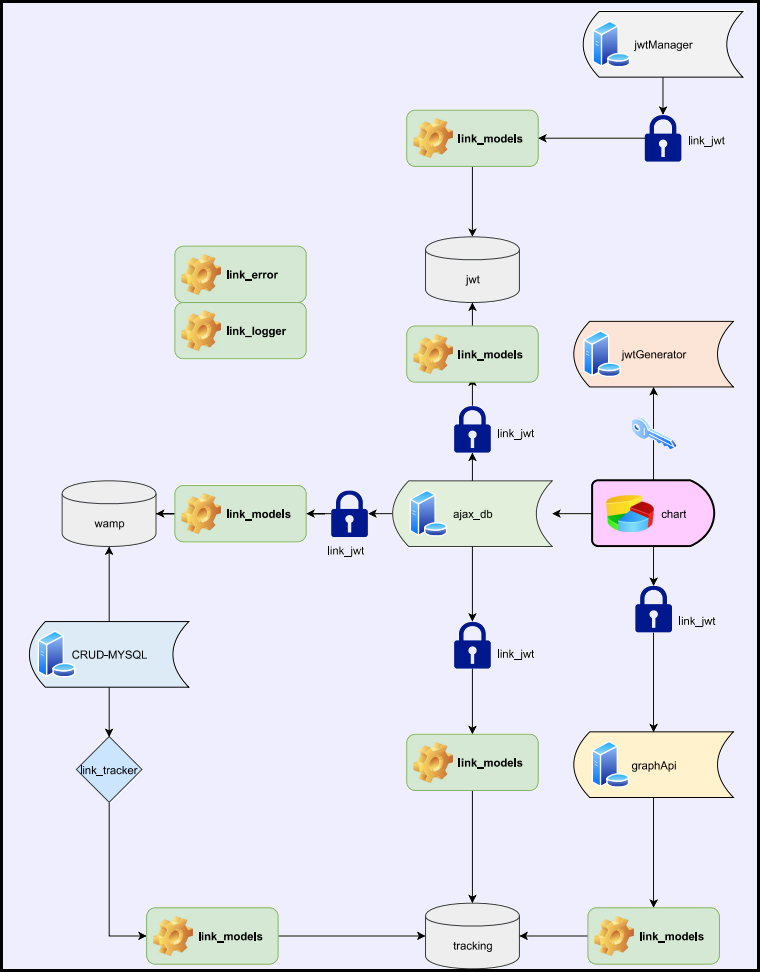 jwtManager
link_models
link_jwt
link_error
jwt
link_logger
link_models
jwtGenerator
link_jwt
wamp
link_models
ajax_db
chart
link_jwt
link_jwt
CRUD-MYSQL
link_jwt
link_tracker
link_models
graphApi
link_models
tracking
link_models